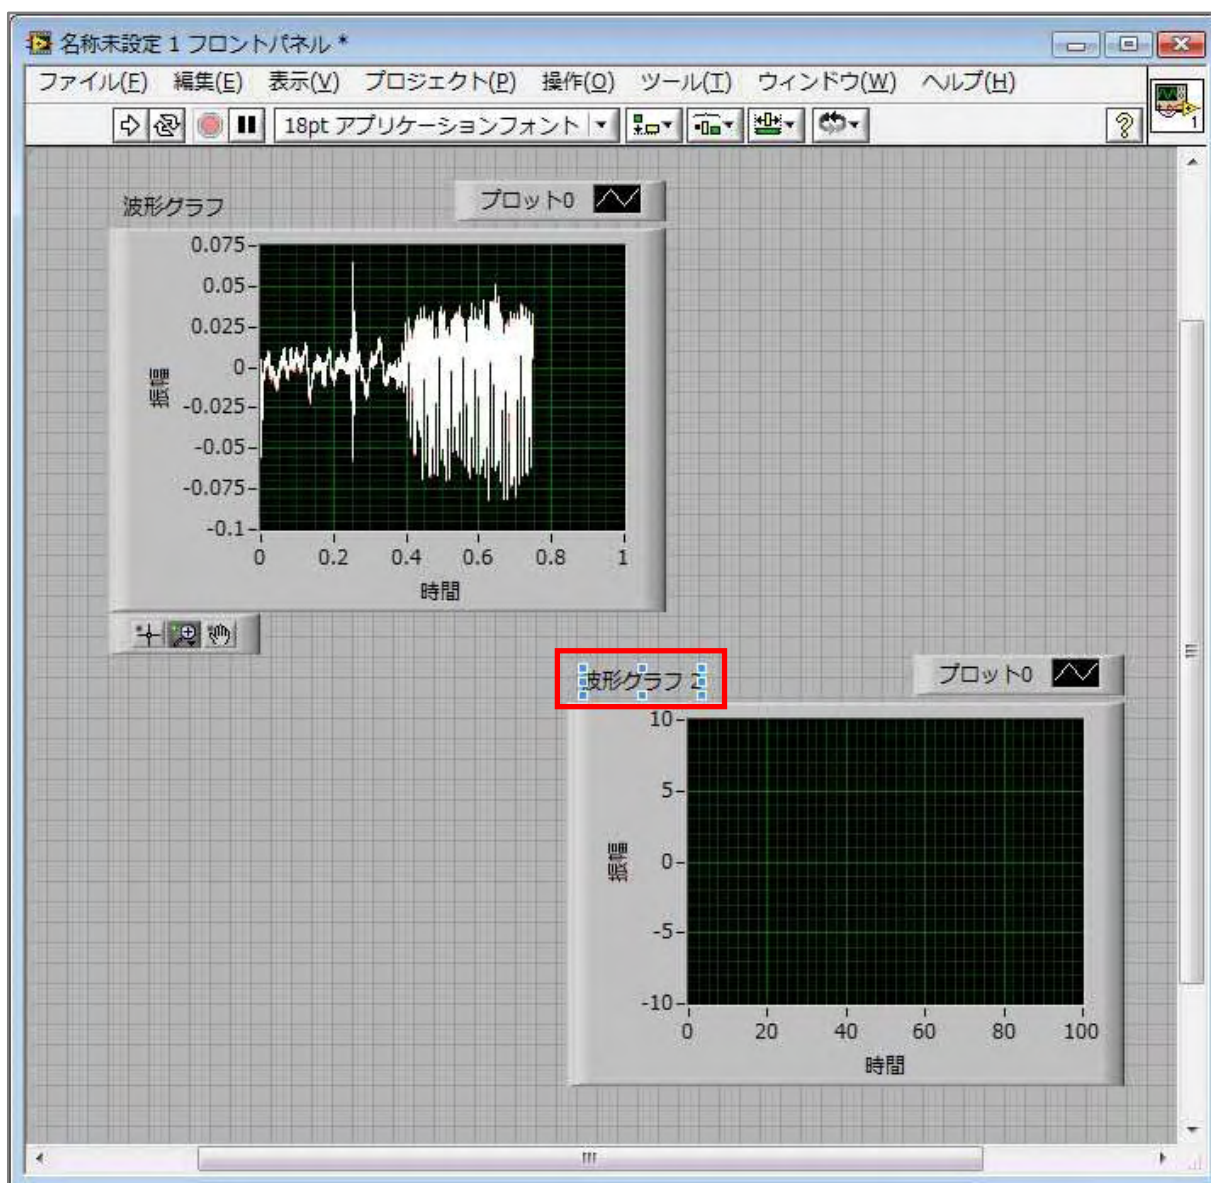 名称未設定 1 フロントパネル *
ファイル(F) 編集(E) 表示(V) プロジェクト(P) 操作(O) ツール(T) ウィンドウ(W) ヘルプ(H)
18pt アプリケーションフォント
1
波形グラフ
プロット0
0.075
0.05
0.025
0
-0.025
-0.05
-0.075
-0.1
振幅
0 0.2 0.4 0.6 0.8 1
時間
波形グラフ 2
プロット0
10
5
0
-5
-10
振幅
0 20 40 60 80 100
時間